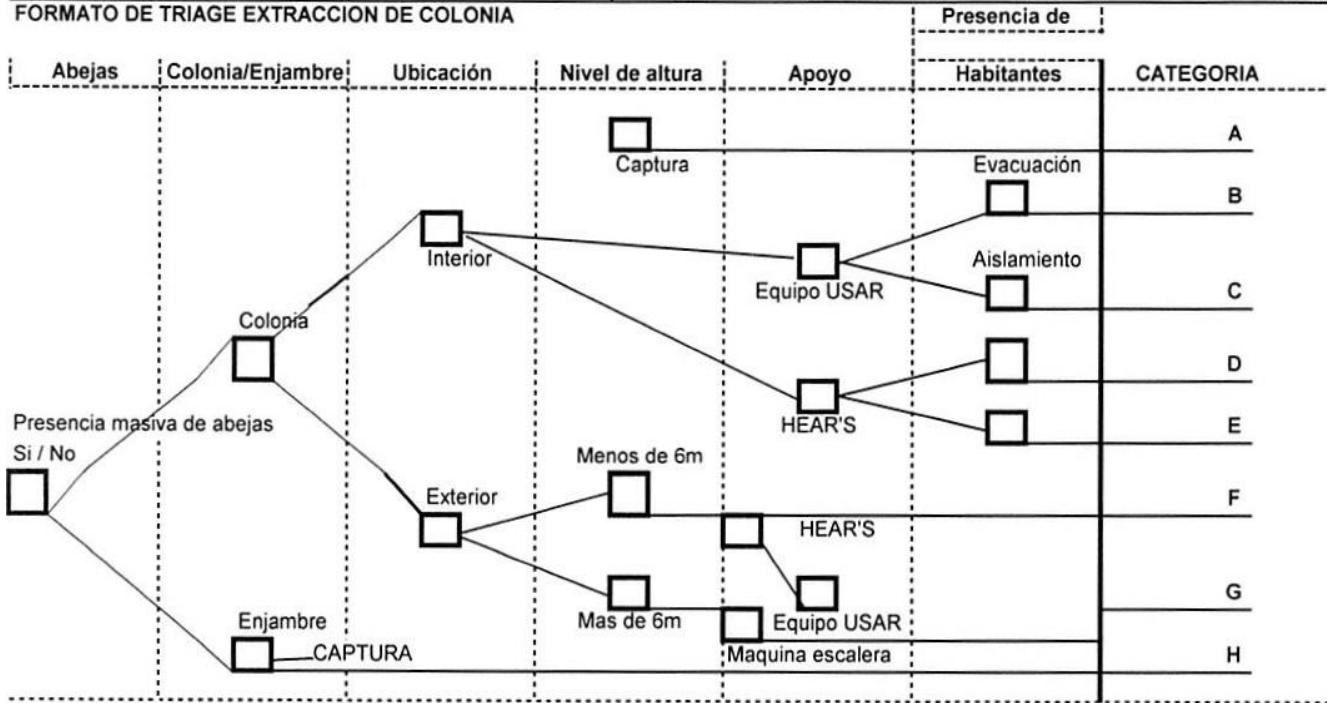 FORMATO DE TRIAGE EXTRACCION DE COLONIA
Presencia de
Abejas
Colonia/Enjambre
Ubicación
Nivel de altura
Apoyo
Habitantes
CATEGORIA
A
Captura
Evacuación
B
Interior
Equipo USAR
Aislamiento
C
Colonia
D
Presencia masiva de abejas
HEAR'S
E
Si / No
Menos de 6m
Exterior
F
HEAR'S
G
Enjambre
Mas de 6m
Equipo USAR
CAPTURA
Maquina escalera
H